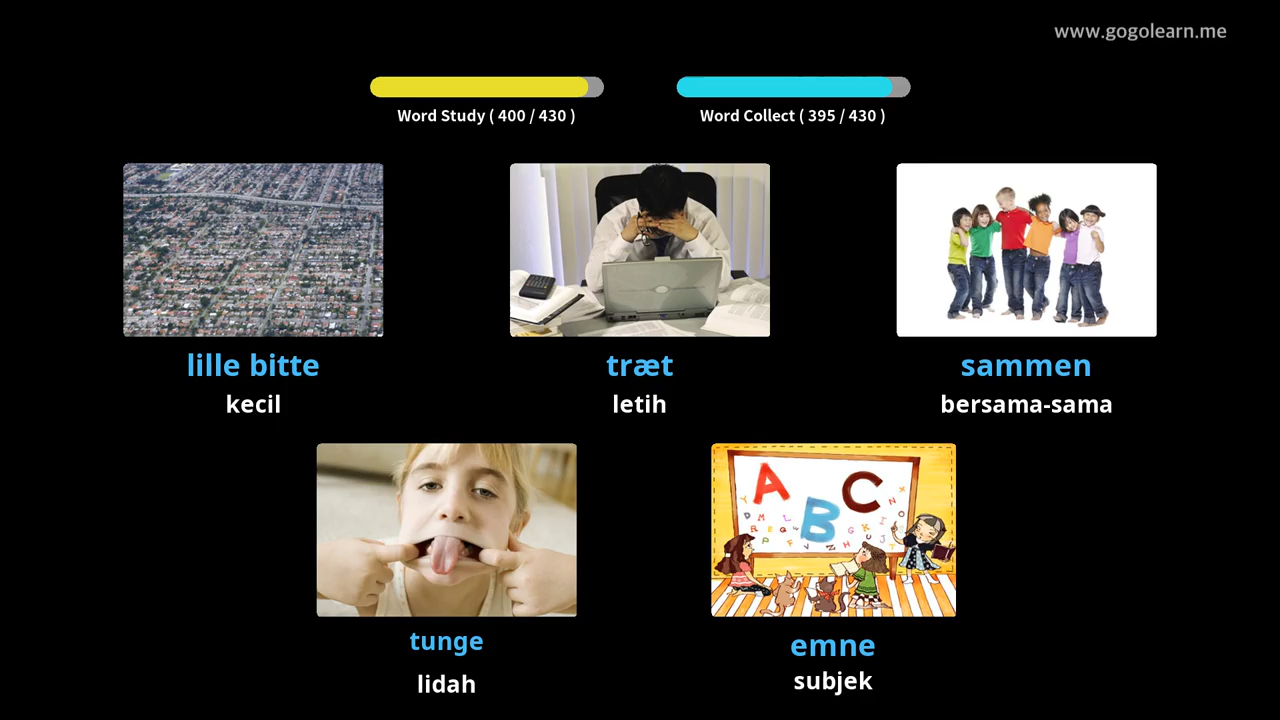 www.gogolearn.me
Word Study ( 400 / 430 )
Word Collect ( 395 / 430 )
lille bitte
kecil
træt
letih
sammen
bersama-sama
A B C
tunge
lidah
emne
subjek